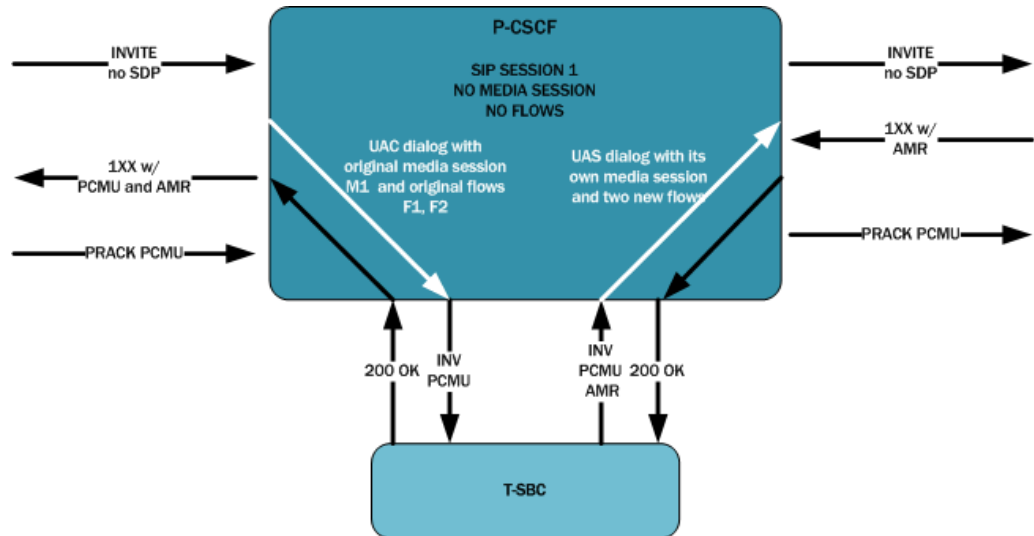 P-CSCF
SIP SESSION 1
NO MEDIA SESSION
NO FLOWS
INVITE
no SDP
INVITE
no SDP
1XX w/
PCMU and AMR
UAC dialog with
original media session
M1 and original flows
F1, F2
UAS dialog with its
own media session
and two new flows
1XX w/
AMR
PRACK PCMU
PRACK PCMU
200 OK
INV
PCMU
INV
PCMU
AMR
200 OK
T-SBC